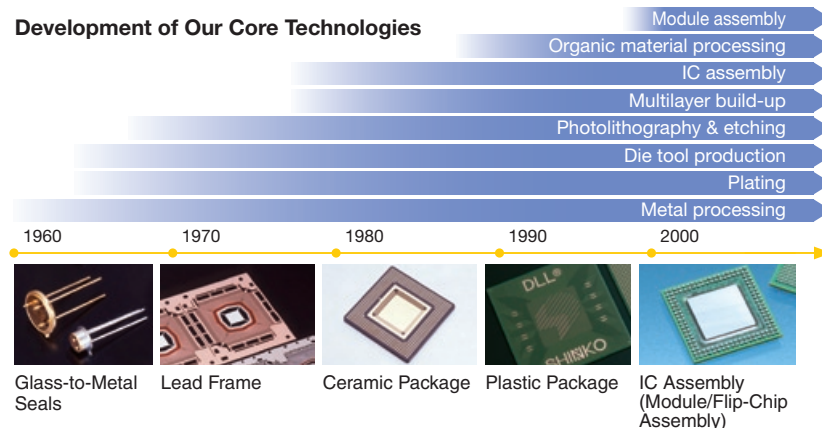 Development of Our Core Technologies
Module assembly
Organic material processing
IC assembly
Multilayer build-up
Photolithography & etching
Die tool production
Plating
Metal processing
1960
1970
1980
1990
2000
DLL®
SHINKO
Glass-to-Metal
Seals
Lead Frame
Ceramic Package
Plastic Package
IC Assembly
(Module/Flip-Chip
Assembly)